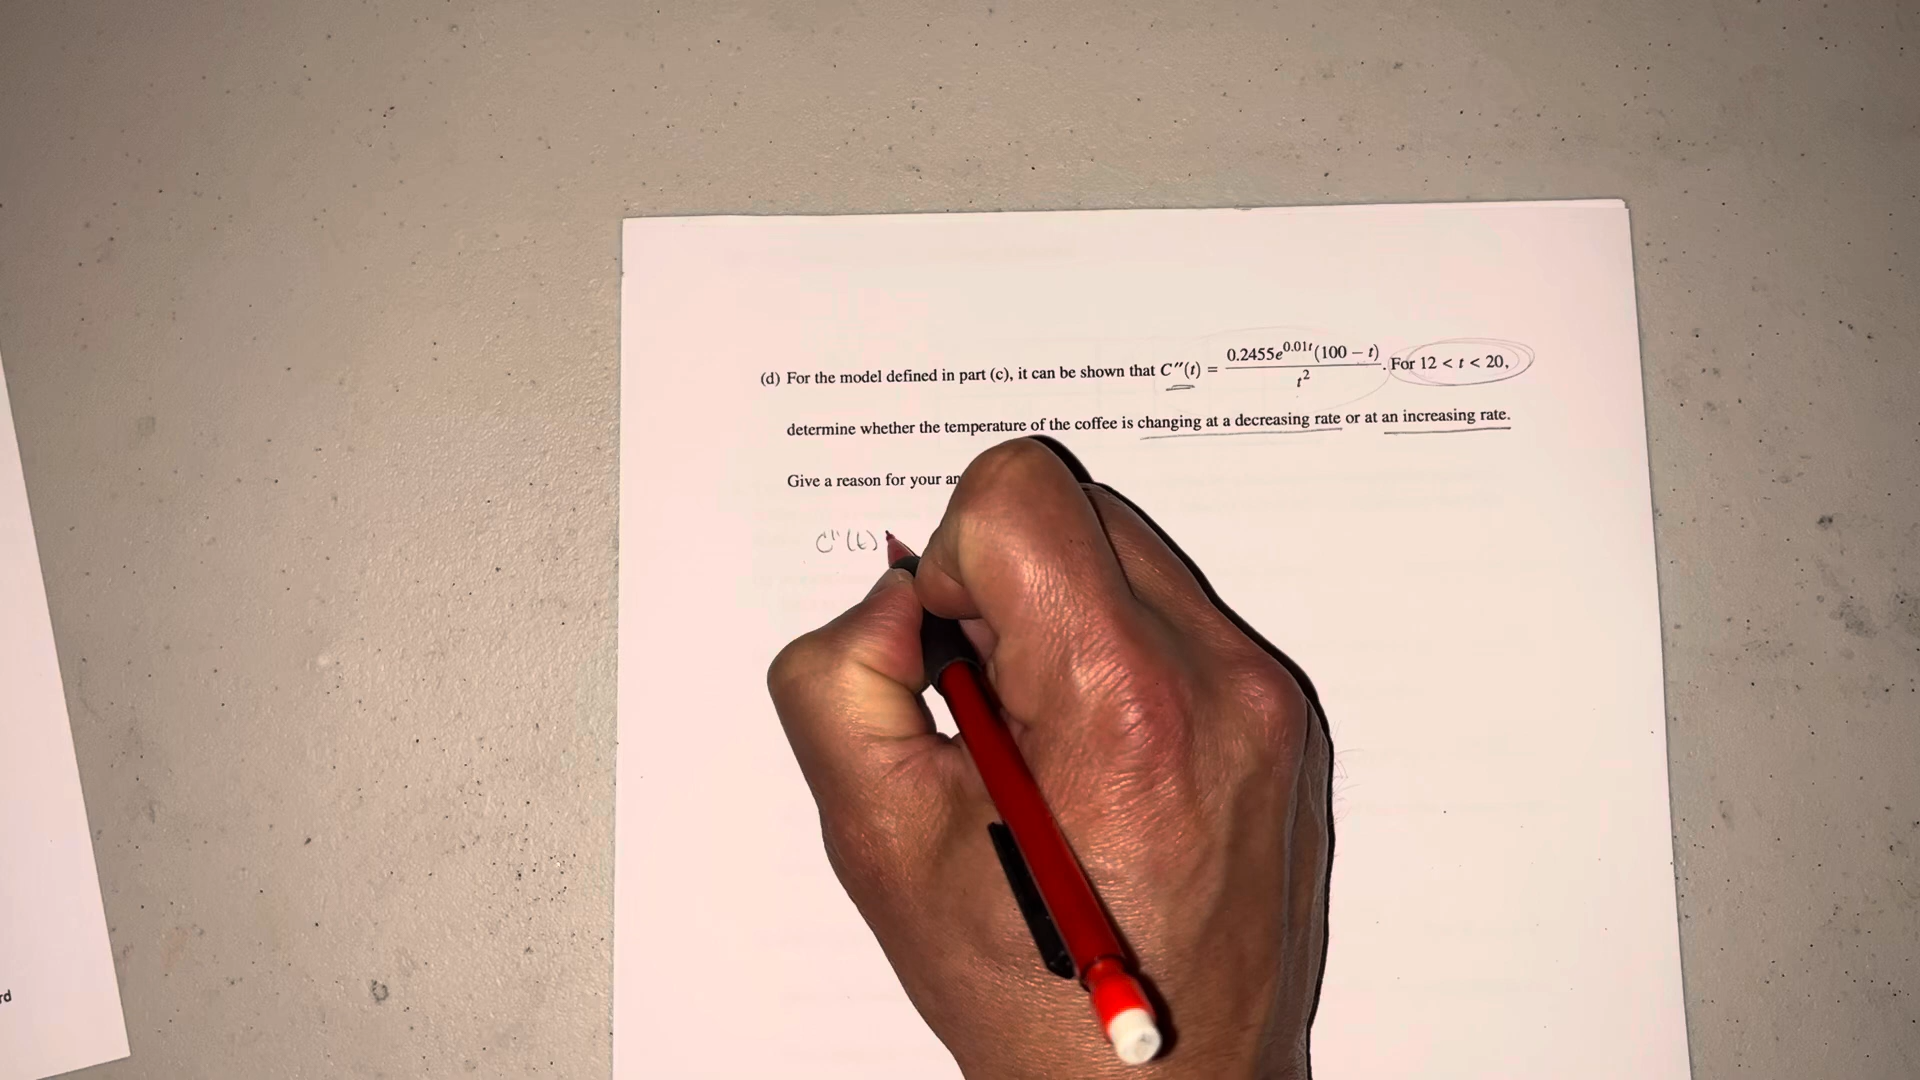 (d) For the model defined in part (c), it can be shown that C″(t) = 0.2455e^{0.01t}(100 − t) / t². For 12 < t < 20,
determine whether the temperature of the coffee is changing at a decreasing rate or at an increasing rate.
Give a reason for your an
C″(t)
rd